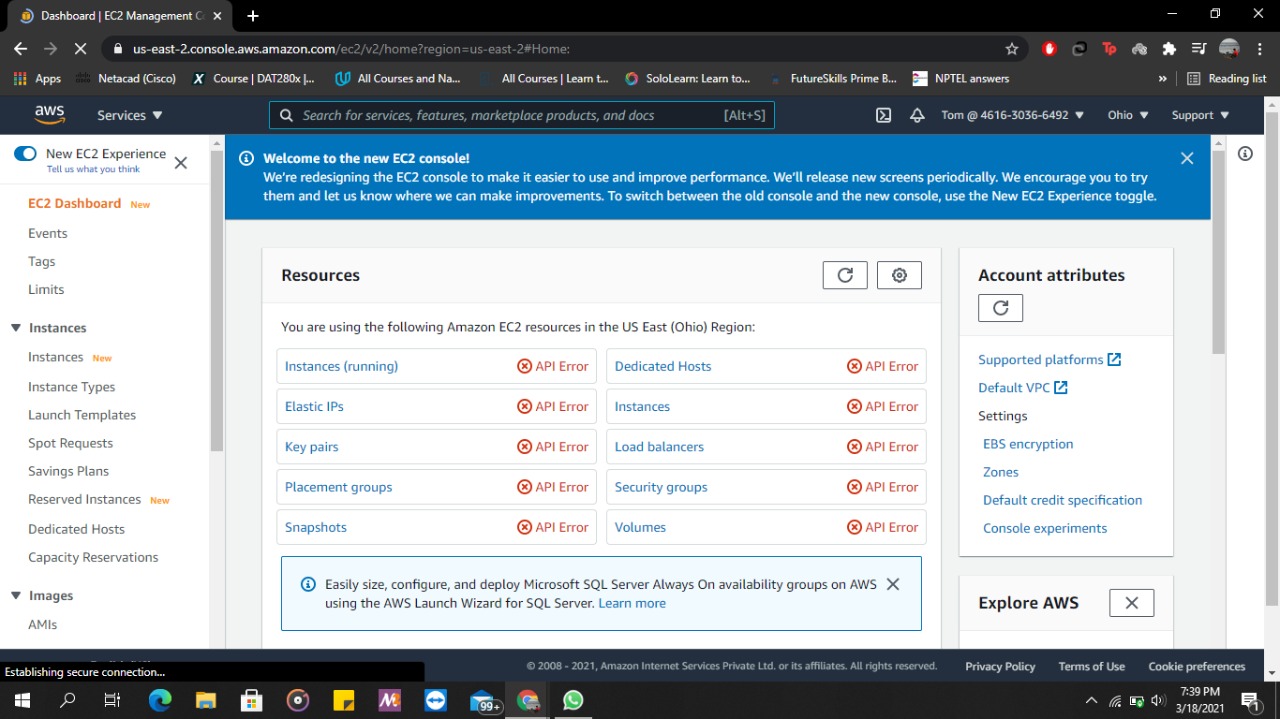 Dashboard | EC2 Management C
us-east-2.console.aws.amazon.com/ec2/v2/home?region=us-east-2#Home:
Apps
Netacad (Cisco)
Course | DAT280x |...
All Courses and Na...
All Courses | Learn t...
SoloLearn: Learn to...
FutureSkills Prime B...
NPTEL answers
»
Reading list
aws
Services
Search for services, features, marketplace products, and docs
[Alt+S]
Tom @ 4616-3036-6492
Ohio
Support
New EC2 Experience
Tell us what you think
EC2 Dashboard New
Events
Tags
Limits
Instances
Instances New
Instance Types
Launch Templates
Spot Requests
Savings Plans
Reserved Instances New
Dedicated Hosts
Capacity Reservations
Images
AMIs
Welcome to the new EC2 console!
We're redesigning the EC2 console to make it easier to use and improve performance. We'll release new screens periodically. We encourage you to try
them and let us know where we can make improvements. To switch between the old console and the new console, use the New EC2 Experience toggle.
Resources
You are using the following Amazon EC2 resources in the US East (Ohio) Region:
Instances (running) API Error
Dedicated Hosts API Error
Elastic IPs API Error
Instances API Error
Key pairs API Error
Load balancers API Error
Placement groups API Error
Security groups API Error
Snapshots API Error
Volumes API Error
Easily size, configure, and deploy Microsoft SQL Server Always On availability groups on AWS
using the AWS Launch Wizard for SQL Server. Learn more
Account attributes
Supported platforms
Default VPC
Settings
EBS encryption
Zones
Default credit specification
Console experiments
Explore AWS
Establishing secure connection...
© 2008 - 2021, Amazon Internet Services Private Ltd. or its affiliates. All rights reserved.
Privacy Policy
Terms of Use
Cookie preferences
99+
7:39 PM
3/18/2021
1